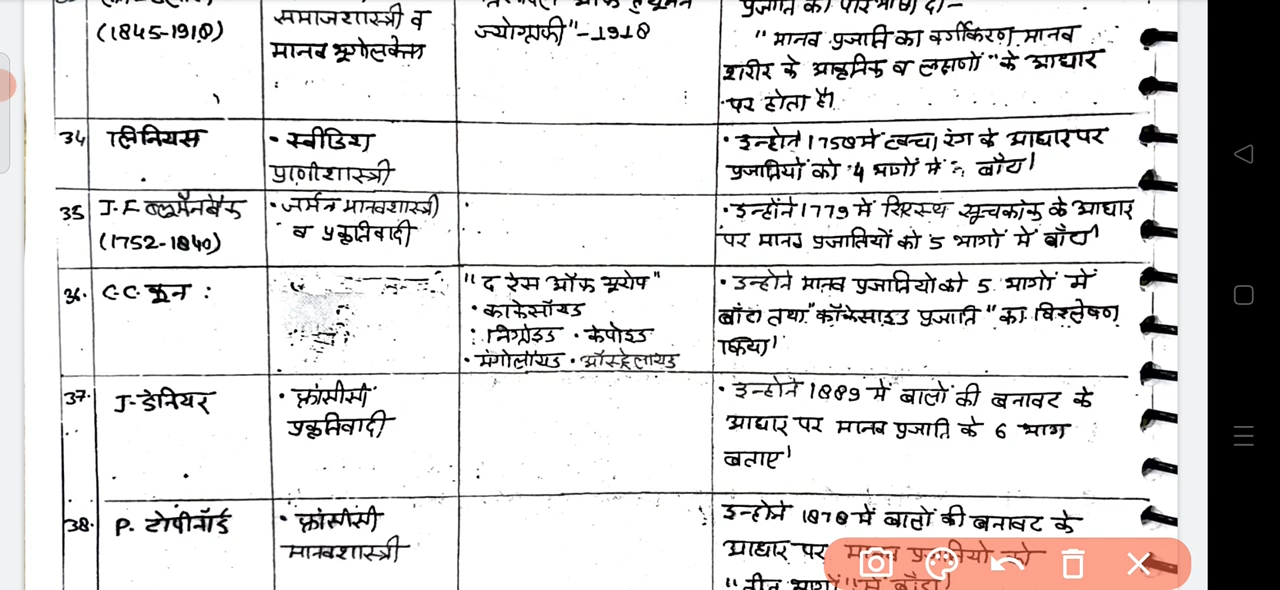 (1845-1918)
समाजशास्त्री व
मानव भूगोलवेत्ता
ज्योग्राफी" -1918
"मानव प्रजाति का वर्गीकरण मानव
शरीर के व लक्षणों" के आधार
पर होता है।
34 लिनियस
• स्वीडिश
प्राणीशास्त्री
• इन्होंने 1758 में त्वचा रंग के आधार पर
प्रजातियों को 4 भागों में बाँटा।
35 J.F ब्लूमैनबैक
(1752-1840)
• जर्मन मानवशास्त्री
व प्रकृतिवादी
• इन्होंने 1779 में सूचकांक के आधार
पर मानव प्रजातियों को 5 भागों में बाँटा
36. C.C. कून :
"द रेस ऑफ यूरोप"
• काकेसॉयड
: निग्रोइड • केपोइड
• मंगोलॉयड • ऑस्ट्रेलायड
• उन्होंने मानव प्रजातियों को 5 भागों में
बांटा तथा "कॉकेसाइड प्रजाति" का विश्लेषण
किया।
37. J. डेनियर
• फ्रांसीसी
प्रकृतिवादी
• इन्होंने 1889 में बालों की बनावट के
आधार पर मानव प्रजाति के 6 भाग
बताए।
38. P. टोपीनॉर्ड
• फ्रांसीसी
मानवशास्त्री
इन्होंने 1878 में बालों की बनावट के
आधार पर मानव प्रजातियो को
"तीन भागों" में बाँटा।